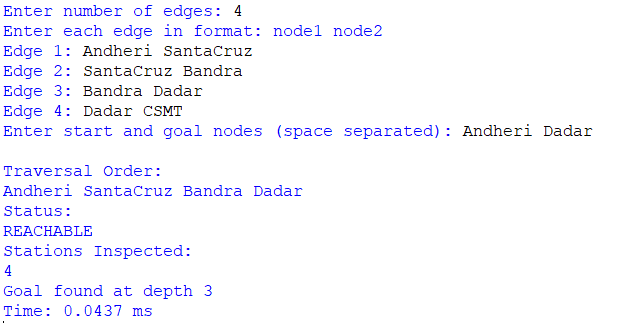 Enter number of edges: 4
Enter each edge in format: node1 node2
Edge 1: Andheri SantaCruz
Edge 2: SantaCruz Bandra
Edge 3: Bandra Dadar
Edge 4: Dadar CSMT
Enter start and goal nodes (space separated): Andheri Dadar
Traversal Order:
Andheri SantaCruz Bandra Dadar
Status:
REACHABLE
Stations Inspected:
4
Goal found at depth 3
Time: 0.0437 ms